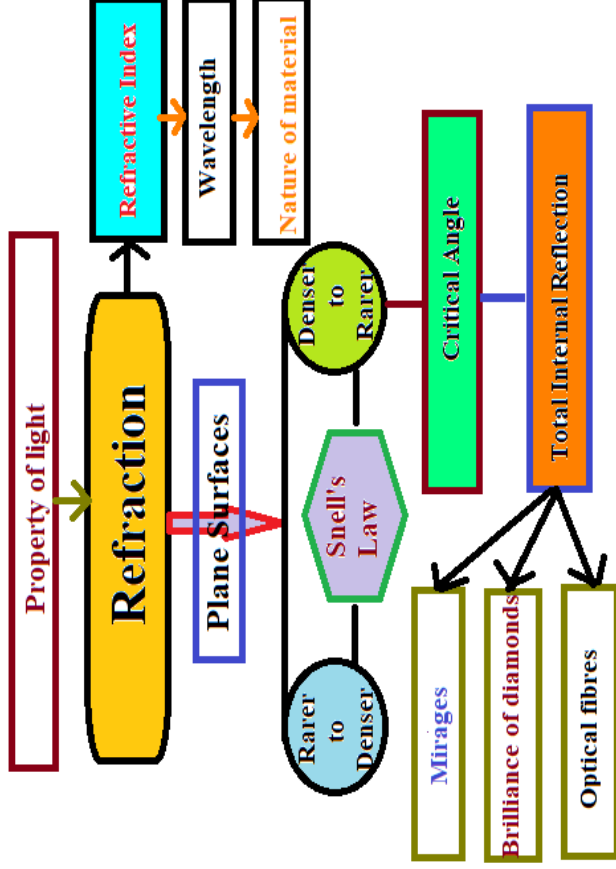 Property of light
Refraction
Refractive Index
Wavelength
Nature of material
Plane Surfaces
Rarer
to
Denser
Snell's
Law
Denser
to
Rarer
Critical Angle
Total Internal Reflection
Mirages
Brilliance of diamonds
Optical fibres